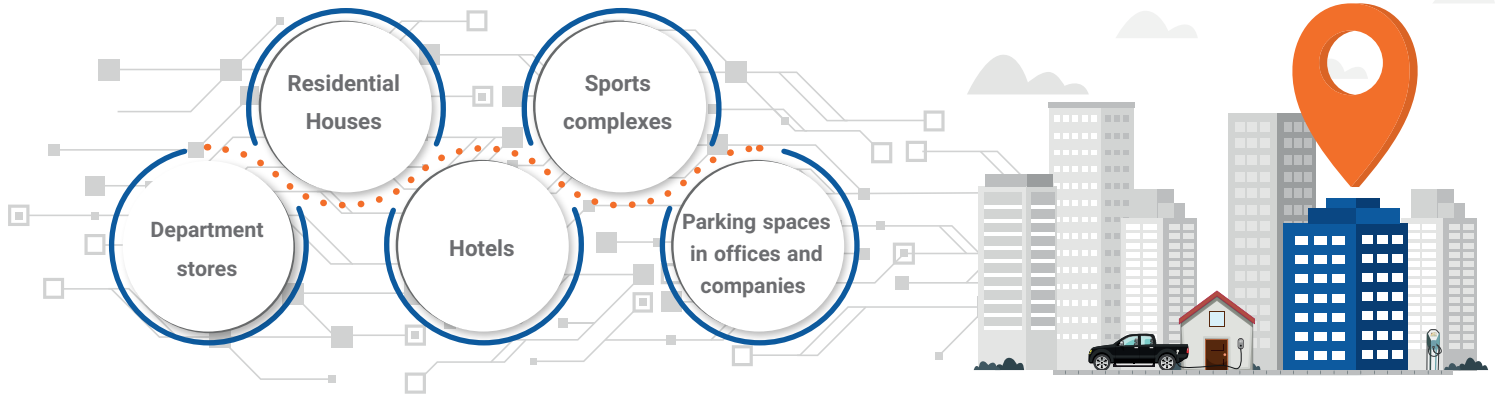 Residential
Houses
Sports
complexes
Department
stores
Hotels
Parking spaces
in offices and
companies